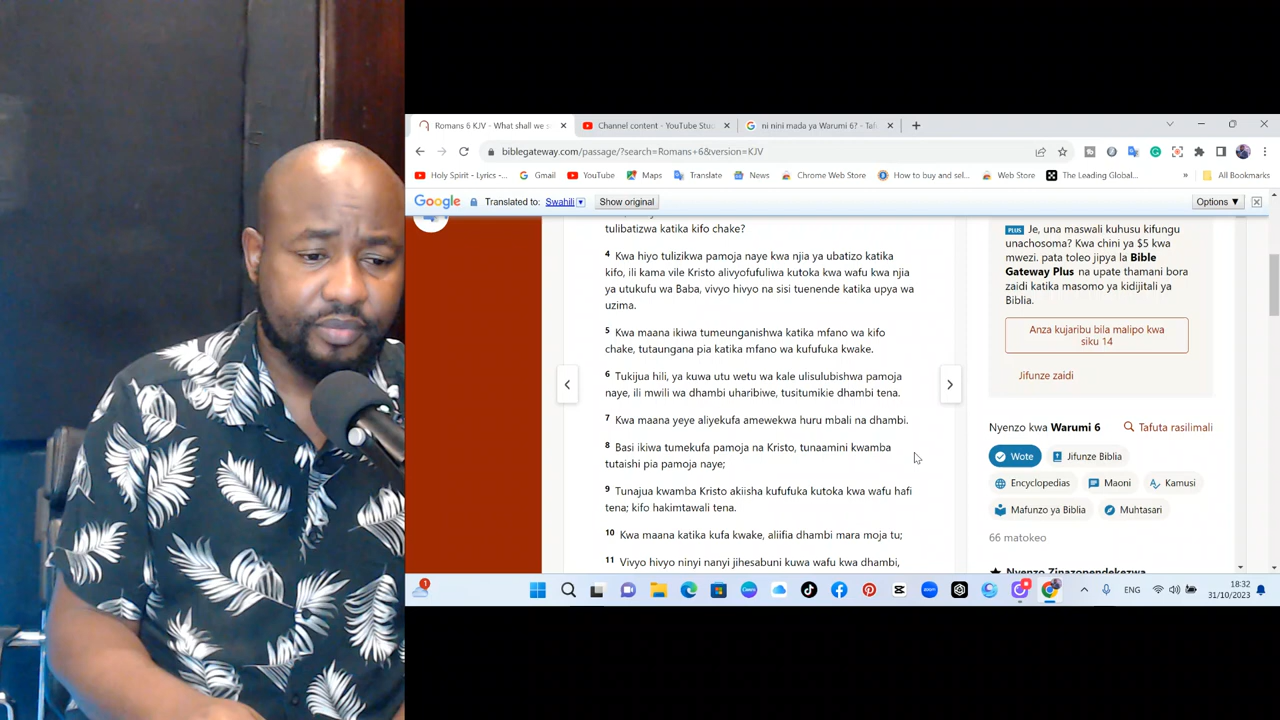 Romans 6 KJV - What shall we s
Channel content - YouTube Stud
ni nini mada ya Warumi 6? - Taf
biblegateway.com/passage/?search=Romans+6&version=KJV
Holy Spirit - Lyrics -...
Gmail
YouTube
Maps
Translate
News
Chrome Web Store
How to buy and sel...
Web Store
The Leading Global...
»
All Bookmarks
Google
Translated to:
Swahili
Show original
Options ▼
tulibatizwa katika kifo chake?
4 Kwa hiyo tulizikwa pamoja naye kwa njia ya ubatizo katika
kifo, ili kama vile Kristo alivyofufuliwa kutoka kwa wafu kwa njia
ya utukufu wa Baba, vivyo hivyo na sisi tuenende katika upya wa
uzima.
5 Kwa maana ikiwa tumeunganishwa katika mfano wa kifo
chake, tutaungana pia katika mfano wa kufufuka kwake.
6 Tukijua hili, ya kuwa utu wetu wa kale ulisulubishwa pamoja
naye, ili mwili wa dhambi uharibiwe, tusitumikie dhambi tena.
7 Kwa maana yeye aliyekufa amewekwa huru mbali na dhambi.
8 Basi ikiwa tumekufa pamoja na Kristo, tunaamini kwamba
tutaishi pia pamoja naye;
9 Tunajua kwamba Kristo akiisha kufufuka kutoka kwa wafu hafi
tena; kifo hakimtawali tena.
10 Kwa maana katika kufa kwake, aliifia dhambi mara moja tu;
11 Vivyo hivyo ninyi nanyi jihesabuni kuwa wafu kwa dhambi,
PLUS Je, una maswali kuhusu kifungu
unachosoma? Kwa chini ya $5 kwa
mwezi. pata toleo jipya la Bible
Gateway Plus na upate thamani bora
zaidi katika masomo ya kidijitali ya
Biblia.
Anza kujaribu bila malipo kwa
siku 14
Jifunze zaidi
Nyenzo kwa Warumi 6
Tafuta rasilimali
Wote
Jifunze Biblia
Encyclopedias
Maoni
Kamusi
Mafunzo ya Biblia
Muhtasari
66 matokeo
Nyenzo Zinazopendekezwa
1
zoom
ENG
18:32
31/10/2023